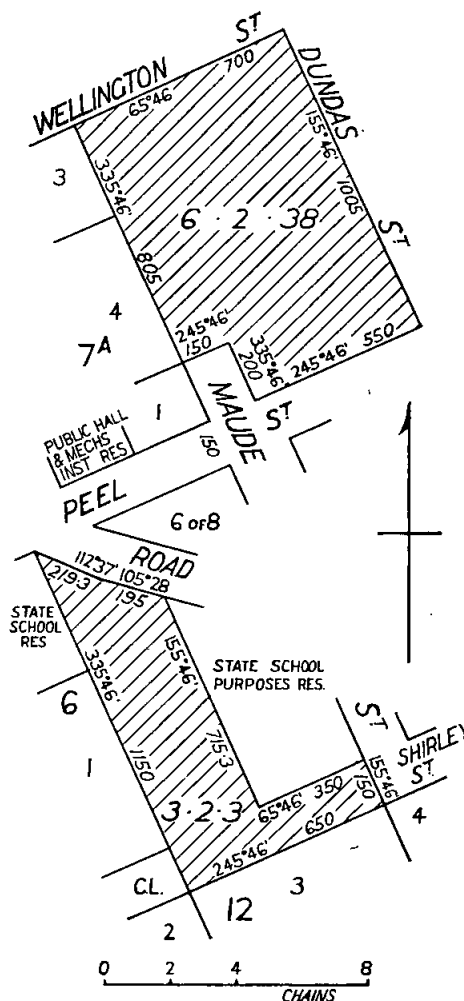 WELLINGTON ST
65°46
700
DUNDAS ST
155°46'
1005
3
335°46'
805
6·2·38
4
7A
245°46'
150
335°46'
200
245°46'
550
MAUDE ST
1
PUBLIC HALL
& MECHS
INST RES
150
PEEL
ROAD
6 OF 8
112°37'
219·3
105°28
195
STATE
SCHOOL
RES
STATE SCHOOL
PURPOSES RES.
155°46'
715·3
335°46'
1150
6
1
3·2·3
65°46'
350
ST
150
155°46'
SHIRLEY
ST.
4
245°46'
650
3
C.L.
12
2
0 2 4 8
CHAINS